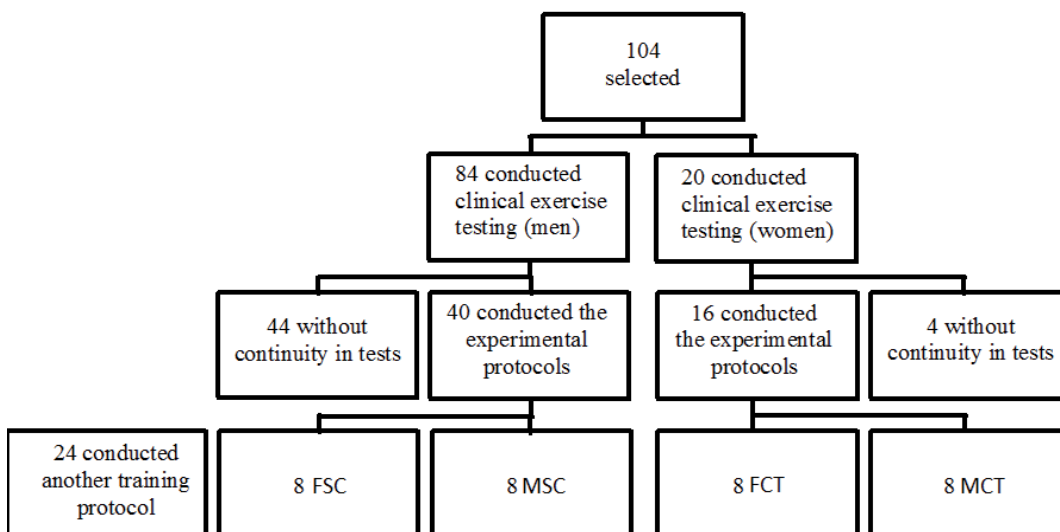 104
selected
84 conducted
clinical exercise
testing (men)
20 conducted
clinical exercise
testing (women)
44 without
continuity in tests
40 conducted the
experimental
protocols
16 conducted
the experimental
protocols
4 without
continuity in tests
24 conducted
another training
protocol
8 FSC
8 MSC
8 FCT
8 MCT